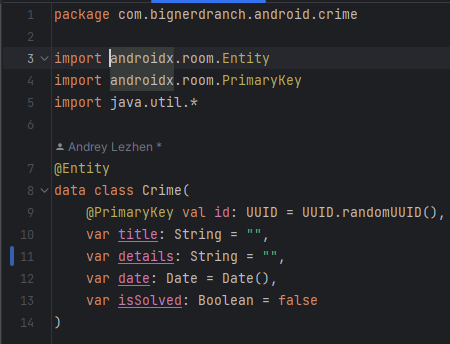 1 package com.bignerdranch.android.crime
2
3 import androidx.room.Entity
4 import androidx.room.PrimaryKey
5 import java.util.*
6
Andrey Lezhen *
7 @Entity
8 data class Crime(
9 @PrimaryKey val id: UUID = UUID.randomUUID(),
10 var title: String = "",
11 var details: String = "",
12 var date: Date = Date(),
13 var isSolved: Boolean = false
14 )